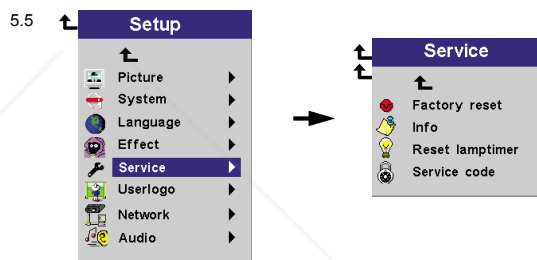 5.5
Setup
Picture
System
Language
Effect
Service
Userlogo
Network
Audio
Service
Factory reset
Info
Reset lamptimer
Service code